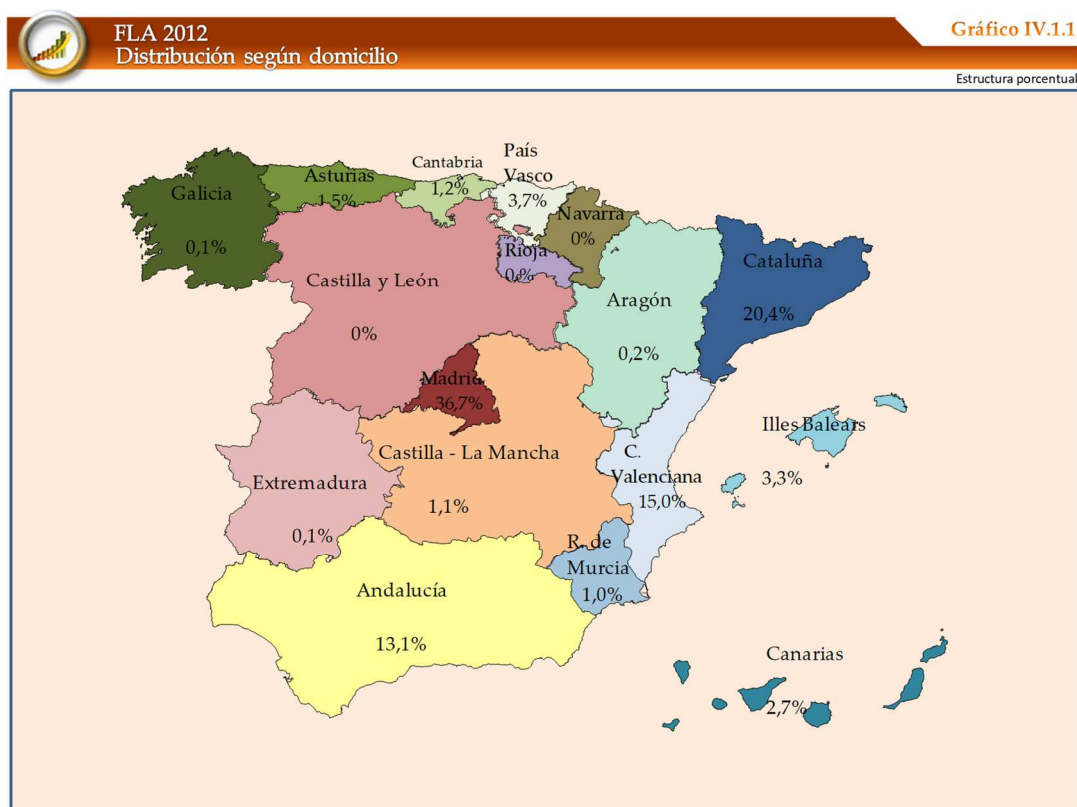 FLA 2012
Distribución según domicilio
Gráfico IV.1.1
Estructura porcentual
País
Vasco
3,7%
Cantabria
1,2%
Asturias
1,5%
Galicia
0,1%
Navarra
0%
Rioja
Castilla y León
0%
Cataluña
20,4%
Aragón
0,2%
Madrid
36,7%
Illes Balears
3,3%
Castilla - La Mancha
1,1%
C.
Valenciana
15,0%
Extremadura
0,1%
R. de
Murcia
1,0%
Andalucía
13,1%
Canarias
2,7%